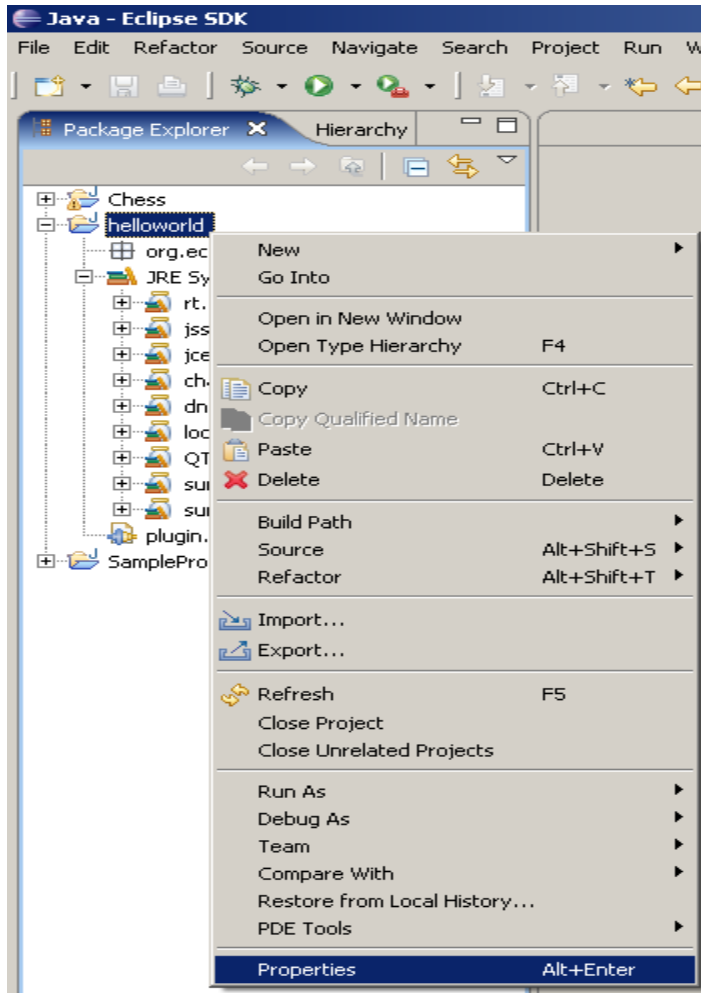 Java - Eclipse SDK
File Edit Refactor Source Navigate Search Project Run
Package Explorer Hierarchy
Chess
helloworld
org.ec
JRE Sy
rt.
jss
jce
ch
dn
loc
QT
sui
sui
plugin.
SamplePro
New
Go Into
Open in New Window
Open Type Hierarchy F4
Copy Ctrl+C
Copy Qualified Name
Paste Ctrl+V
Delete Delete
Build Path
Source Alt+Shift+S
Refactor Alt+Shift+T
Import...
Export...
Refresh F5
Close Project
Close Unrelated Projects
Run As
Debug As
Team
Compare With
Restore from Local History...
PDE Tools
Properties Alt+Enter